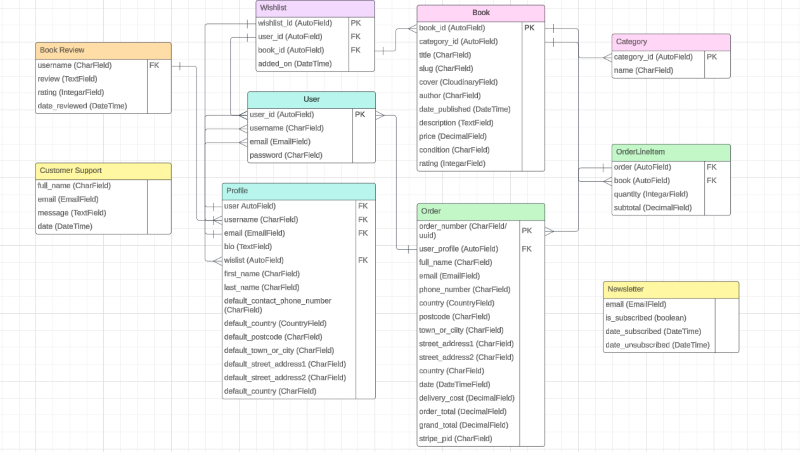 Wishlist
wishlist_id (AutoField) PK
user_id (AutoField) FK
book_id (AutoField) FK
added_on (DateTime)
Book
book_id (AutoField) PK
category_id (AutoField)
title (CharField)
slug (CharField)
cover (CloudinaryField)
author (CharField)
date_published (DateTime)
description (TextField)
price (DecimalField)
condition (CharField)
rating (IntegarField)
Category
category_id (AutoField) PK
name (CharField)
Book Review
username (CharField) FK
review (TextField)
rating (IntegarField)
date_reviewed (DateTime)
User
user_id (AutoField) PK
username (CharField)
email (EmailField)
password (CharField)
OrderLineItem
order (AutoField) FK
book (AutoField) FK
quantity (IntegarField)
subtotal (DecimalField)
Customer Support
full_name (CharField)
email (EmailField)
message (TextField)
date (DateTime)
Profile
user AutoField) FK
username (CharField) FK
email (EmailField) FK
bio (TextField)
wislist (AutoField) FK
first_name (CharField)
last_name (CharField)
default_contact_phone_number
(CharField)
default_country (CountryField)
default_postcode (CharField)
default_town_or_city (CharField)
default_street_address1 (CharField)
default_street_address2 (CharField)
default_country (CharField)
Order
order_number (CharField/
uuid) PK
user_profile (AutoField) FK
full_name (CharField)
email (EmailField)
phone_number (CharField)
country (CountryField)
postcode (CharField)
town_or_ciity (CharField)
street_address1 (CharField)
street_address2 (CharField)
country (CharField)
date (DateTimeField)
delivery_cost (DecimalField)
order_total (DecimalField)
grand_total (DecimalField)
stripe_pid (CharField)
Newsletter
email (EmailField)
is_subscribed (boolean)
date_subscribed (DateTime)
date_unsubscribed (DateTime)